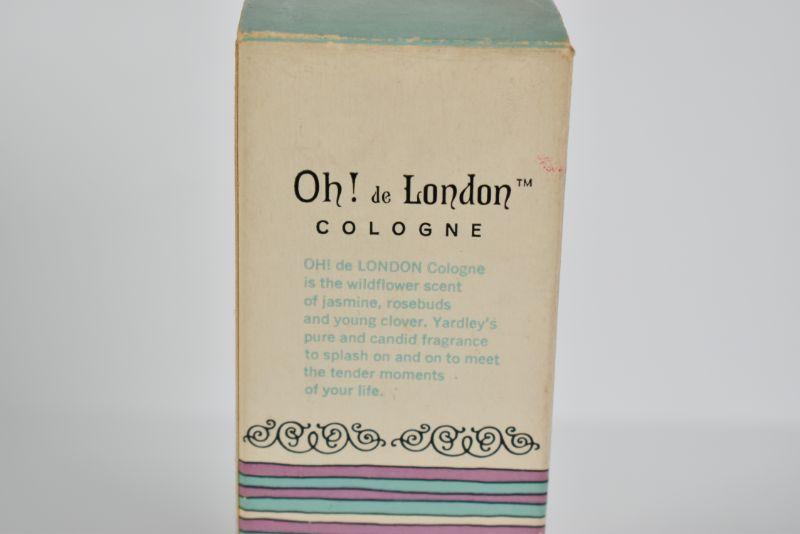 Oh! de London™
COLOGNE
OH! de LONDON Cologne
is the wildflower scent
of jasmine, rosebuds
and young clover. Yardley's
pure and candid fragrance
to splash on and on to meet
the tender moments
of your life.